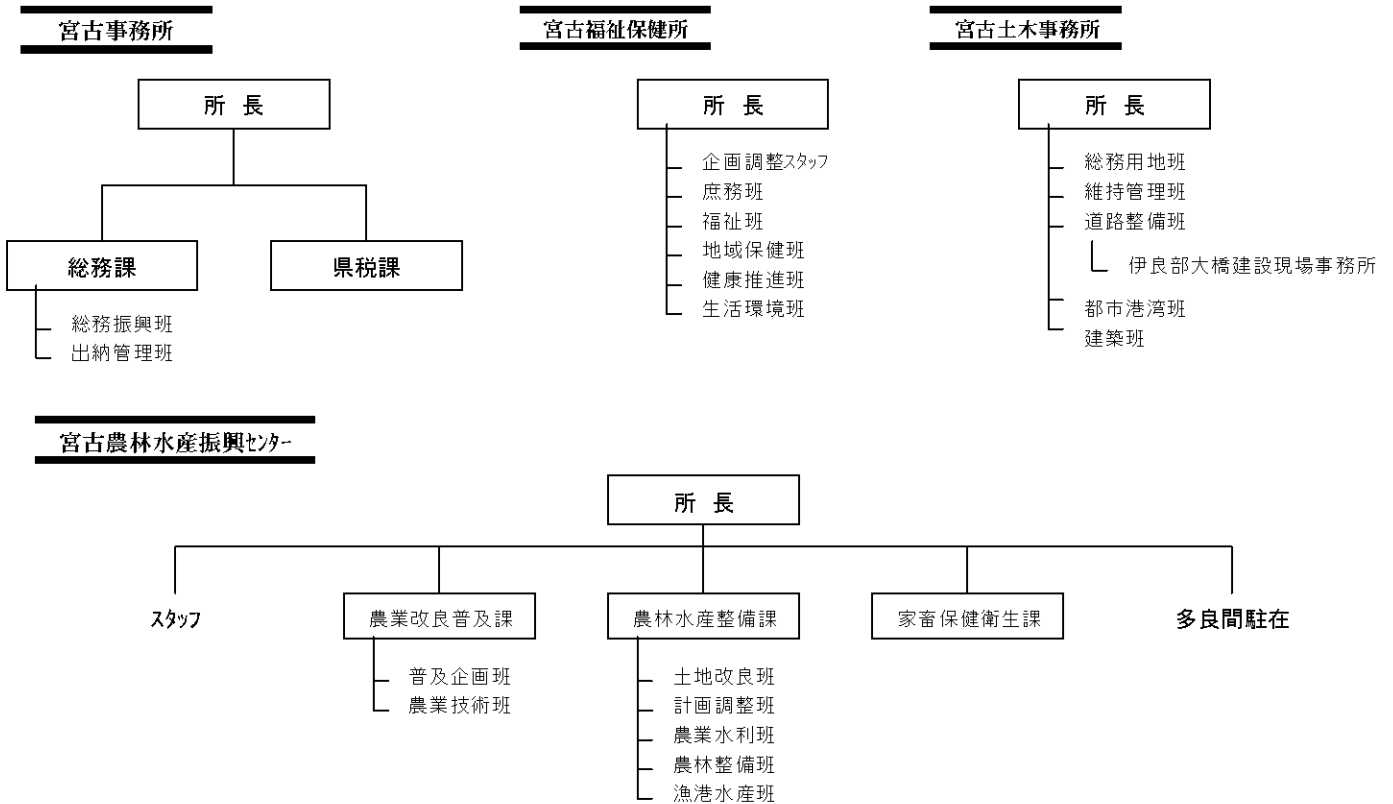 宮古事務所
所 長
総務課
県税課
総務振興班
出納管理班
宮古福祉保健所
所 長
企画調整スタッフ
庶務班
福祉班
地域保健班
健康推進班
生活環境班
宮古土木事務所
所 長
総務用地班
維持管理班
道路整備班
伊良部大橋建設現場事務所
都市港湾班
建築班
宮古農林水産振興センター
所 長
スタッフ
農業改良普及課
普及企画班
農業技術班
農林水産整備課
土地改良班
計画調整班
農業水利班
農林整備班
漁港水産班
家畜保健衛生課
多良間駐在